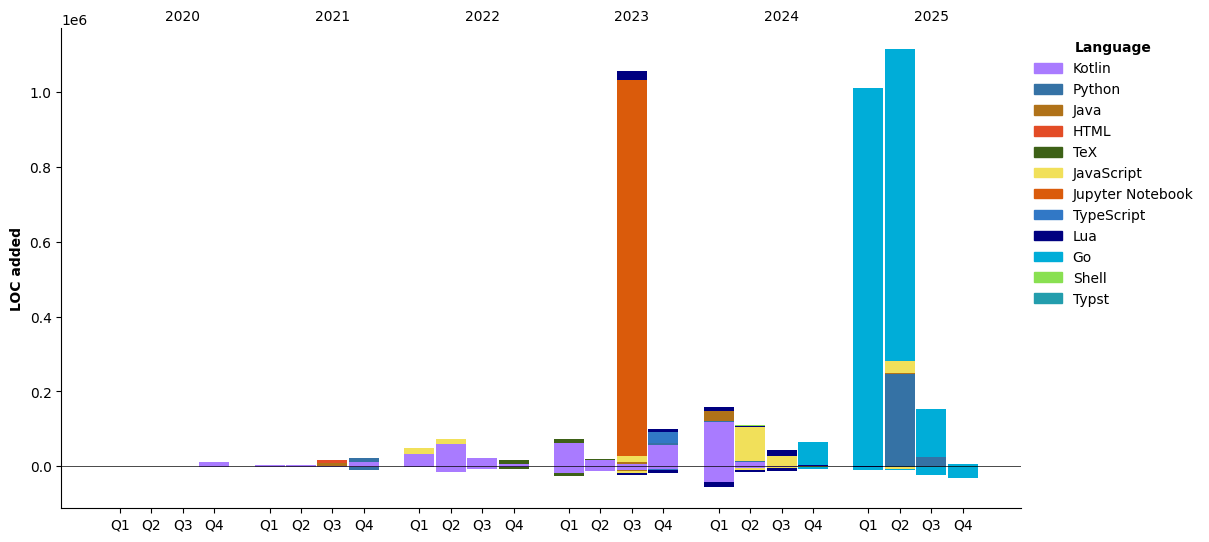 1e6
2020 2021 2022 2023 2024 2025
LOC added
1.0
0.8
0.6
0.4
0.2
0.0
Q1 Q2 Q3 Q4 Q1 Q2 Q3 Q4 Q1 Q2 Q3 Q4 Q1 Q2 Q3 Q4 Q1 Q2 Q3 Q4 Q1 Q2 Q3 Q4
Language
Kotlin
Python
Java
HTML
TeX
JavaScript
Jupyter Notebook
TypeScript
Lua
Go
Shell
Typst